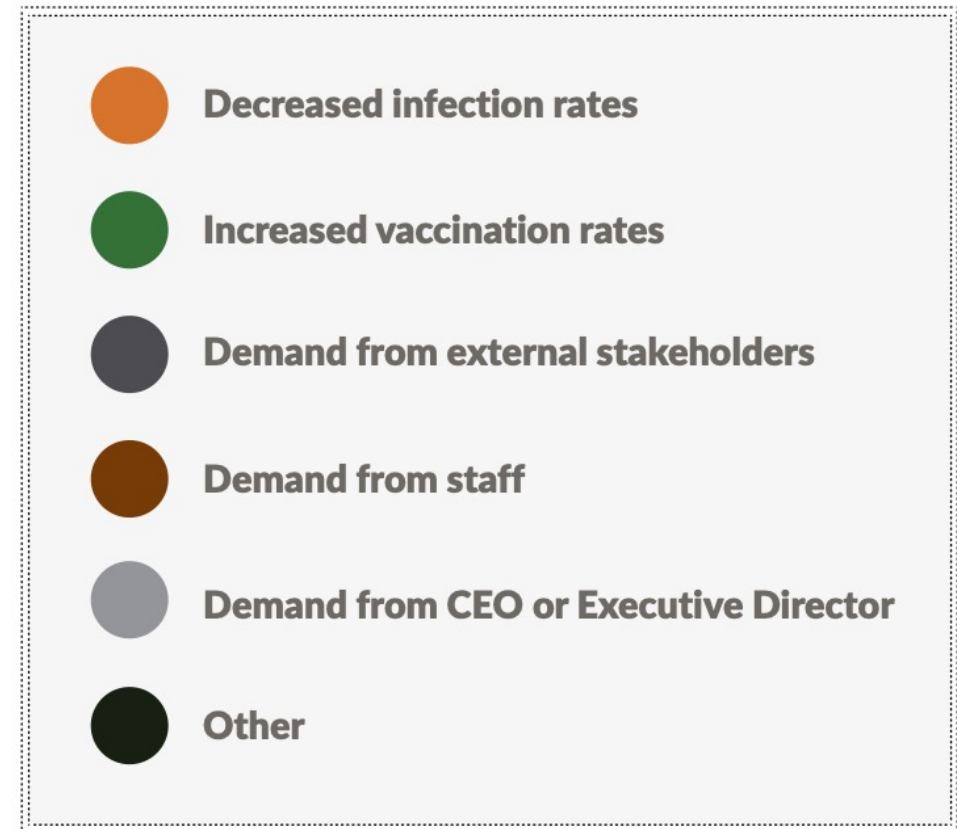 Decreased infection rates
Increased vaccination rates
Demand from external stakeholders
Demand from staff
Demand from CEO or Executive Director
Other